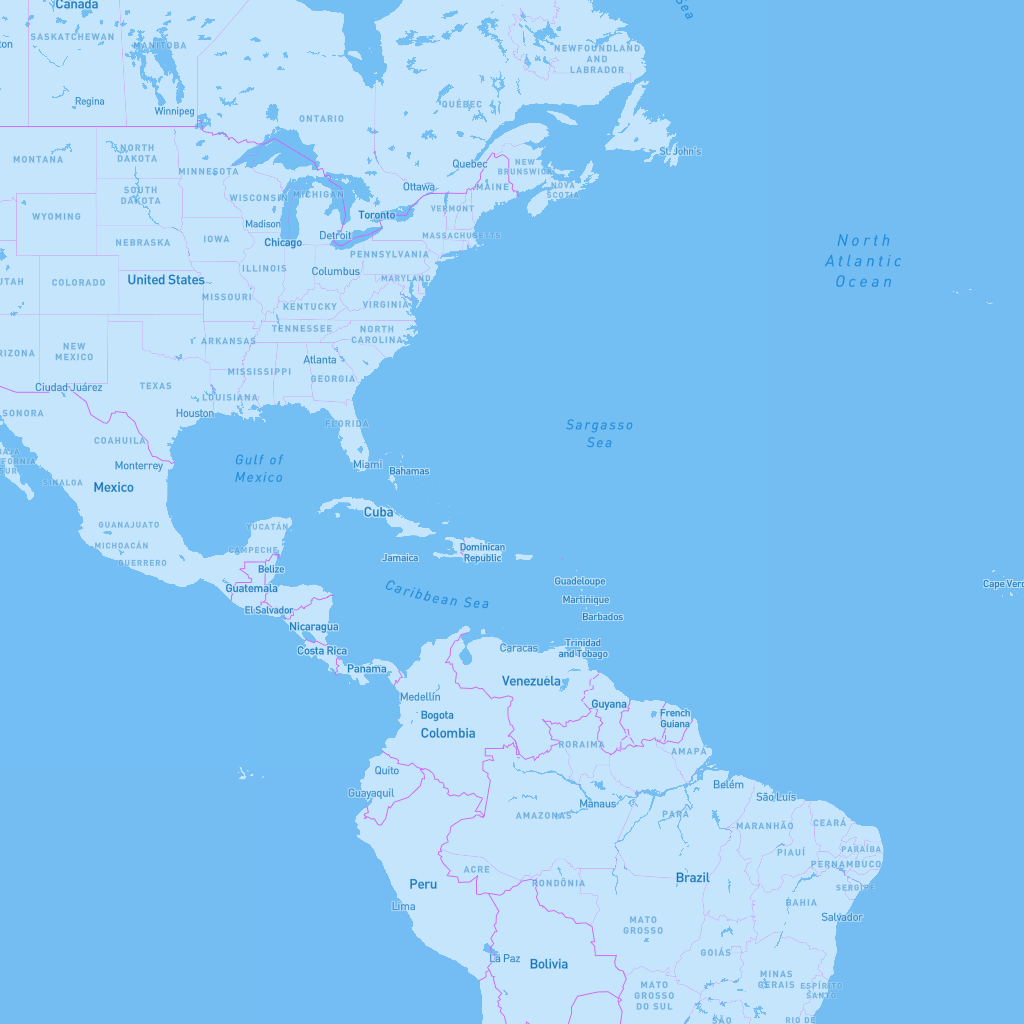 Canada
Sea
SASKATCHEWAN
MANITOBA
NEWFOUNDLAND
AND
LABRADOR
Regina
Winnipeg
ONTARIO
QUÉBEC
St. John's
MONTANA
NORTH
DAKOTA
MINNESOTA
Quebec
NEW
BRUNSWICK
Ottawa
MAINE
NOVA
SCOTIA
SOUTH
DAKOTA
WISCONSIN
MICHIGAN
WYOMING
Toronto
VERMONT
Madison
Detroit
MASSACHUSETTS
NEBRASKA
IOWA
Chicago
North
Atlantic
Ocean
PENNSYLVANIA
UTAH
COLORADO
United States
ILLINOIS
Columbus
MARYLAND
MISSOURI
KENTUCKY
VIRGINIA
TENNESSEE
NORTH
CAROLINA
RIZONA
NEW
MEXICO
ARKANSAS
Atlanta
MISSISSIPPI
GEORGIA
Ciudad Juárez
TEXAS
LOUISIANA
SONORA
Houston
FLORIDA
Sargasso
Sea
COAHUILA
Gulf of
Mexico
Monterrey
Miami
Bahamas
SINALOA
Mexico
Cuba
GUANAJUATO
YUCATÁN
MICHOACÁN
CAMPECHE
GUERRERO
Jamaica
Dominican
Republic
Belize
Guatemala
Guadeloupe
Cape Verd
Caribbean Sea
Martinique
El Salvador
Barbados
Nicaragua
Costa Rica
Caracas
Trinidad
and Tobago
Panama
Venezuela
Medellín
Guyana
Bogota
French
Guiana
Colombia
RORAIMA
AMAPÁ
Quito
Guayaquil
Belém
São Luís
Manaus
AMAZONAS
PARÁ
MARANHÃO
CEARÁ
PIAUÍ
PARAÍBA
PERNAMBUCO
ACRE
RONDÔNIA
Peru
Brazil
SERGIPE
Lima
BAHIA
Salvador
MATO
GROSSO
La Paz
Bolivia
GOIÁS
MINAS
GERAIS
MATO
GROSSO
DO SUL
ESPÍRITO
SANTO
SÃO
RIO DE